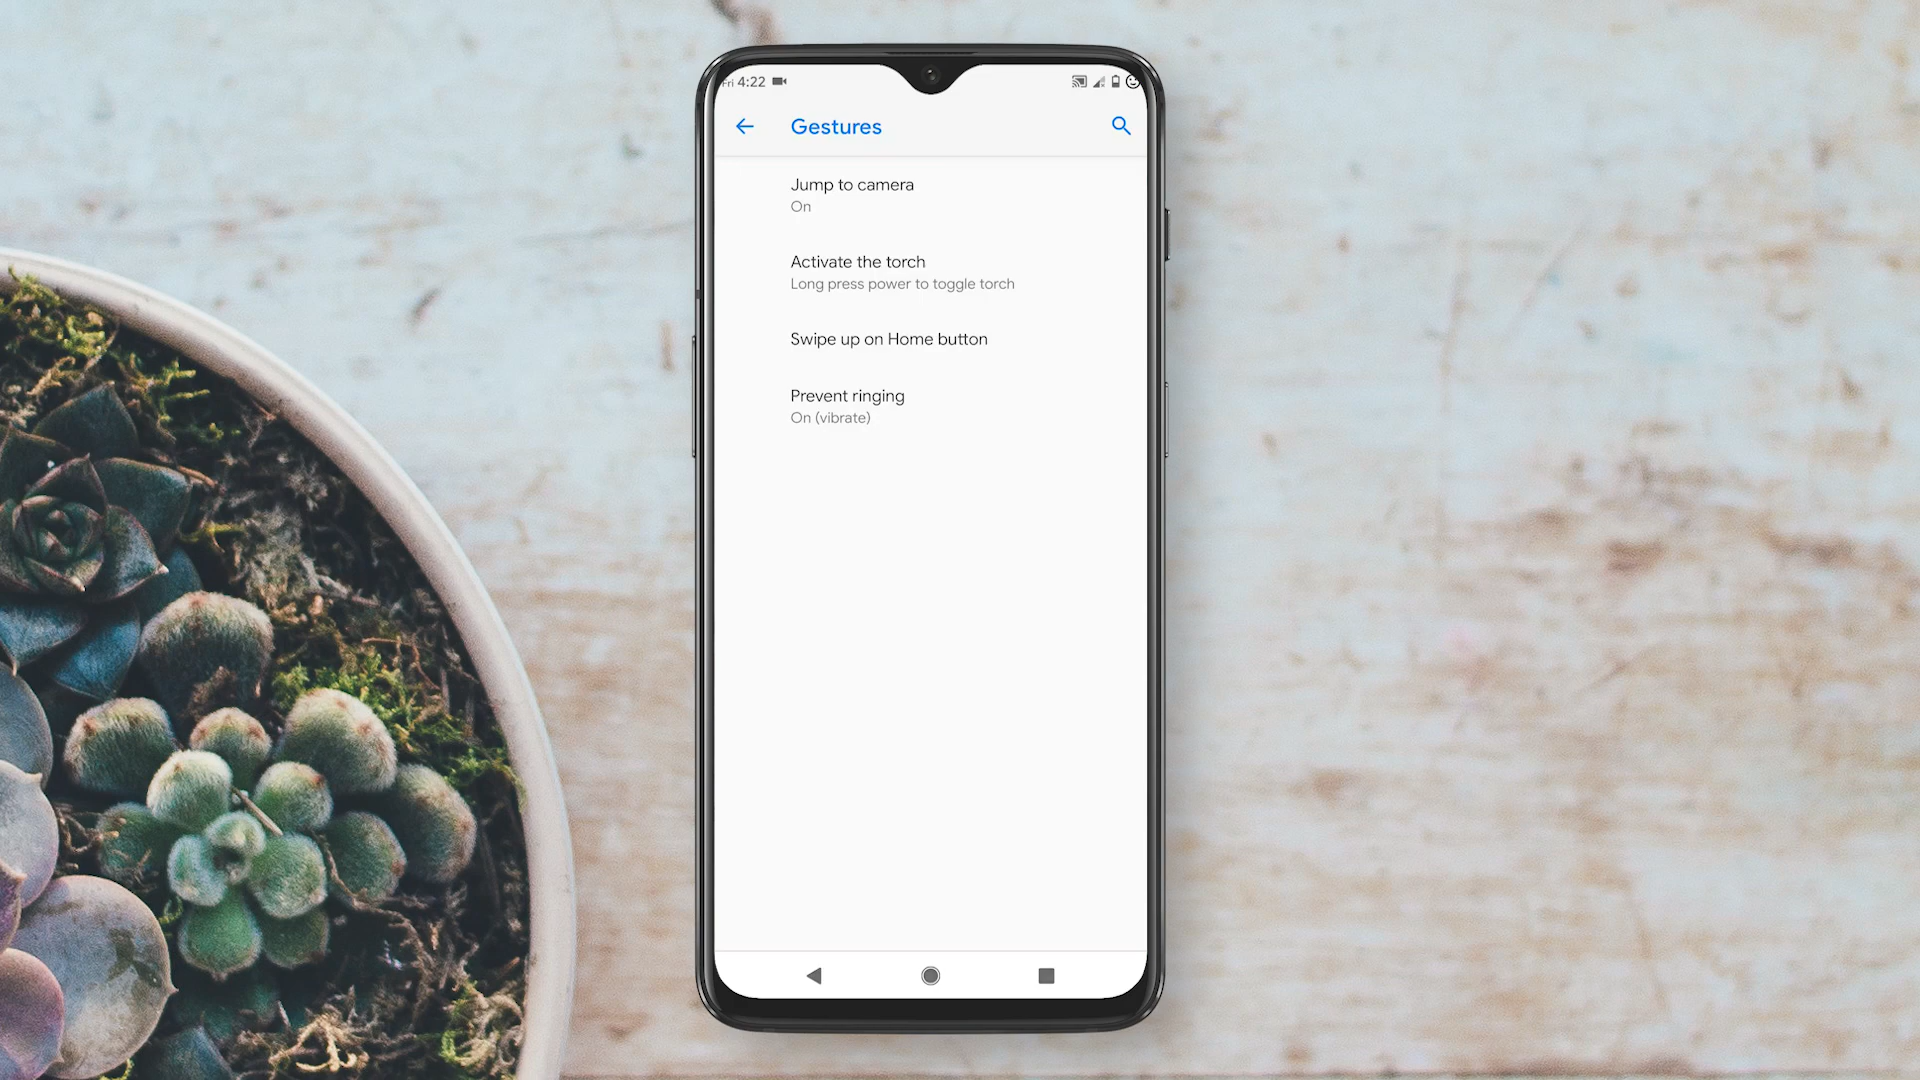 Fri 4:22
Gestures
Jump to camera
On
Activate the torch
Long press power to toggle torch
Swipe up on Home button
Prevent ringing
On (vibrate)